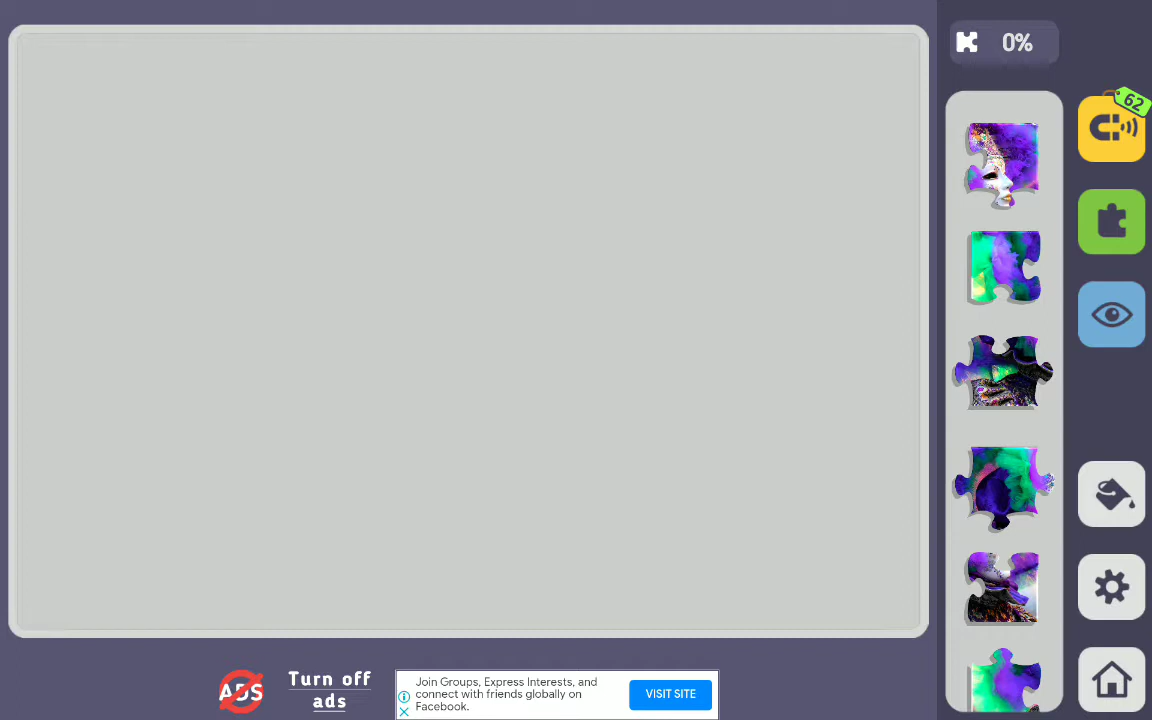 0%
62
ADS
Turn off
ads
Join Groups, Express Interests, and
connect with friends globally on
Facebook.
VISIT SITE